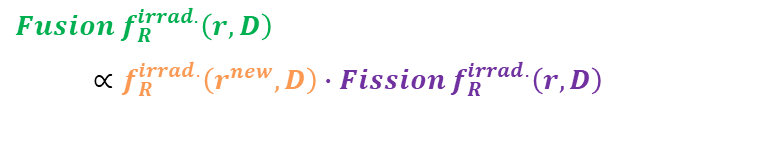 Fusion f_R^{irrad.}(r, D)
∝ f_R^{irrad.}(r^{new}, D) · Fission f_R^{irrad.}(r, D)